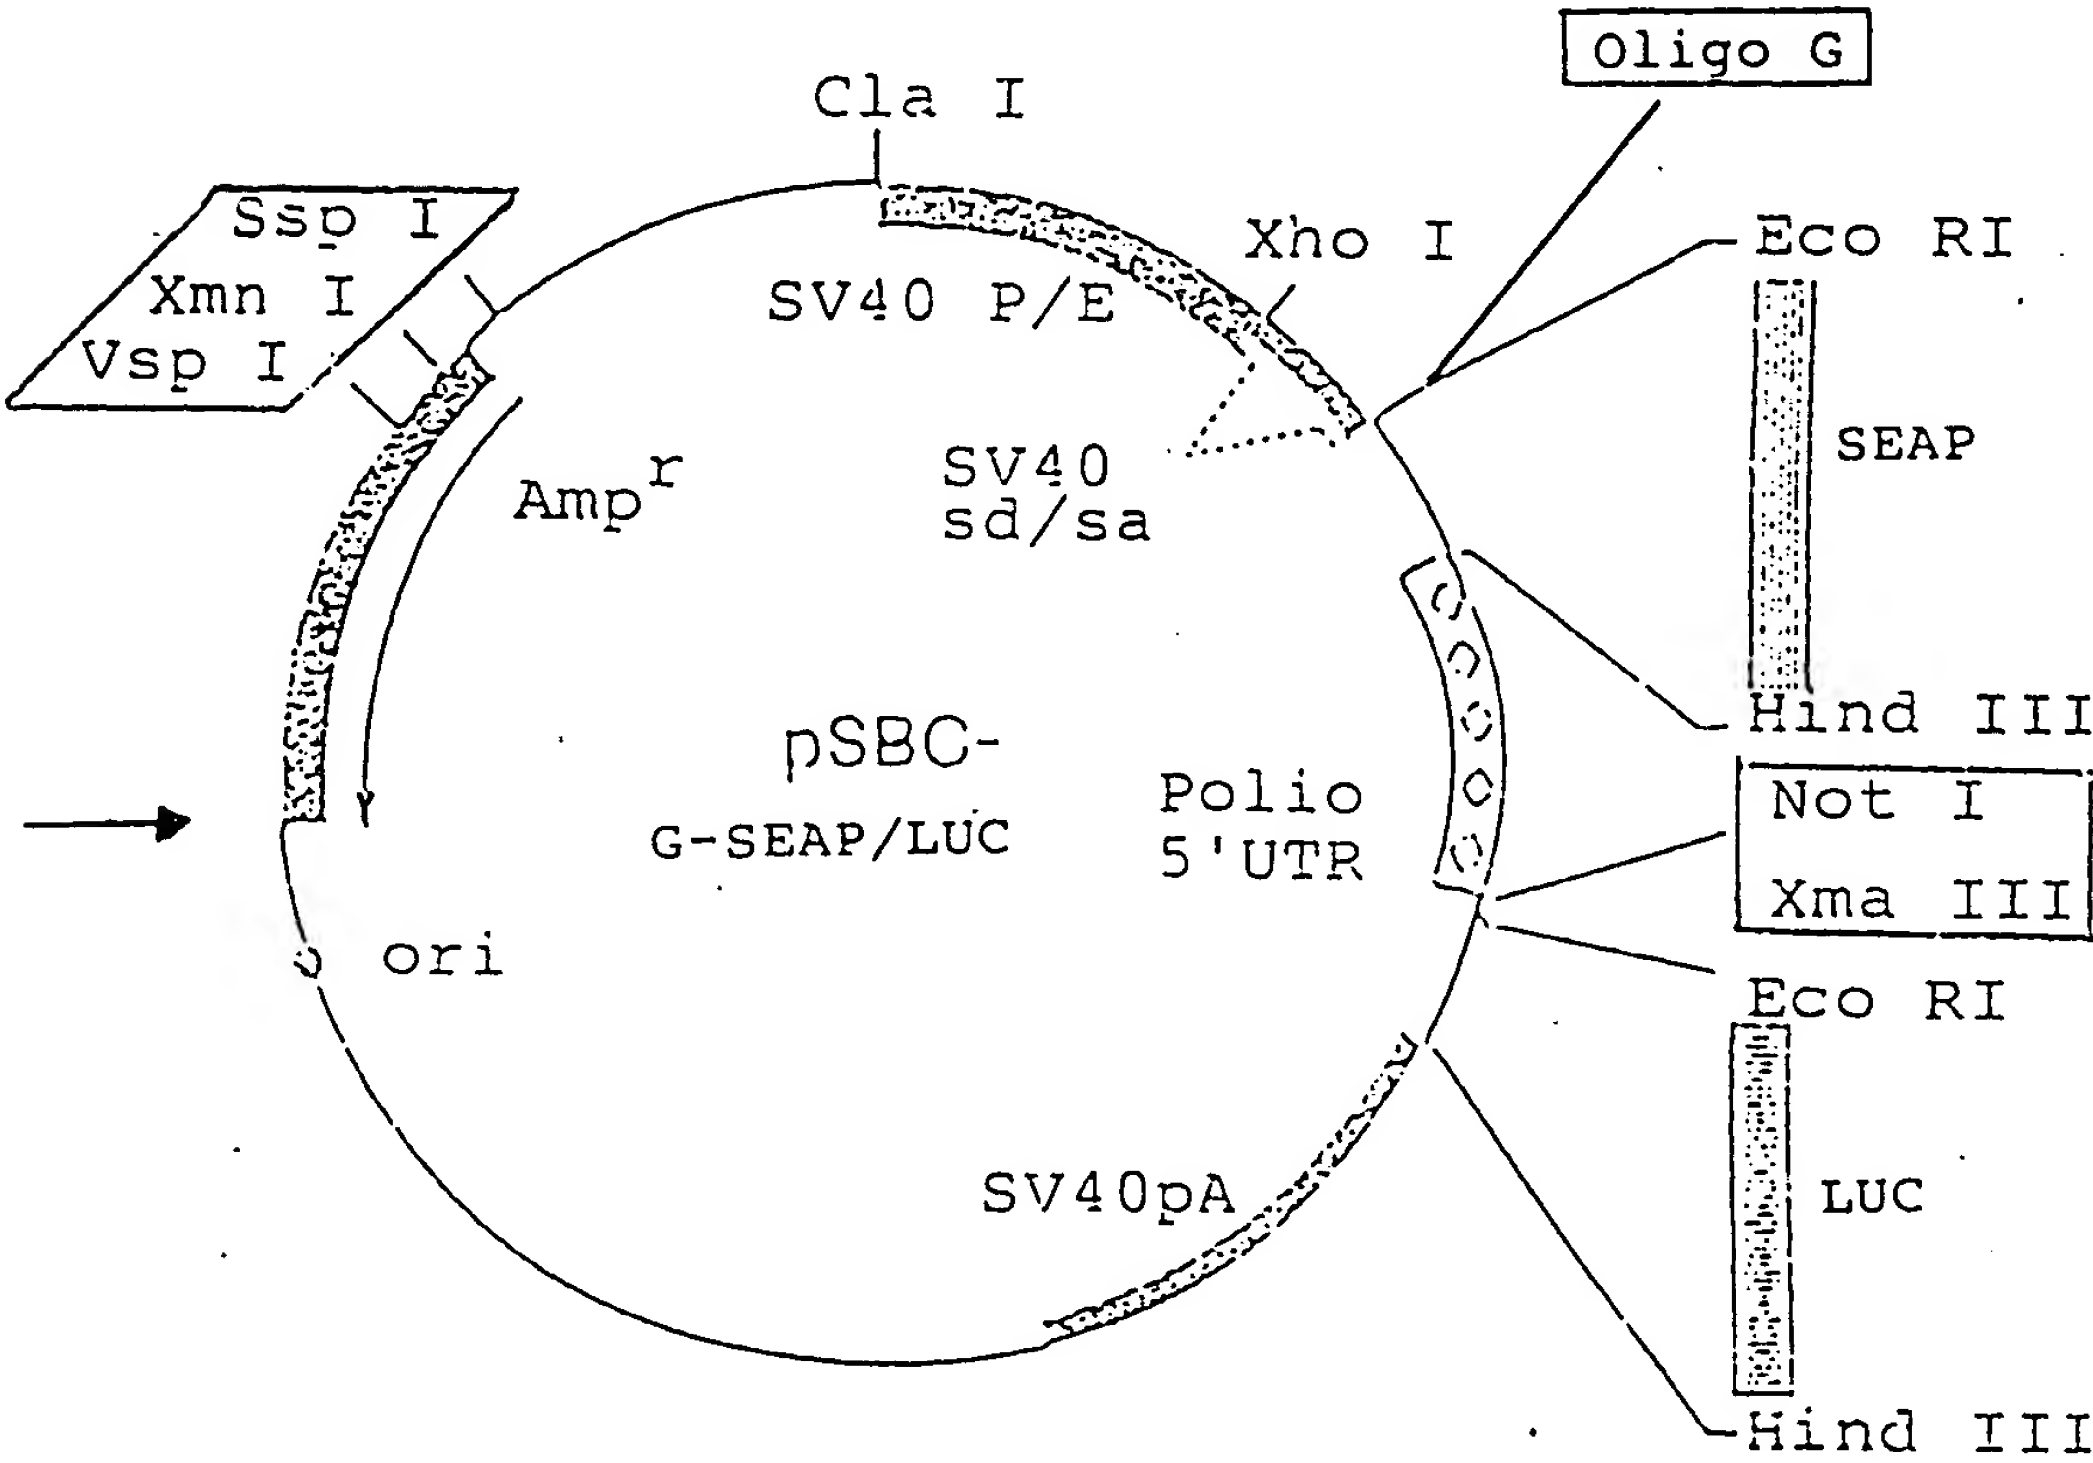 Oligo G
Cla I
Ssp I
Xmn I
Vsp I
Xho I
Eco RI
SV40 P/E
SEAP
SV40
sd/sa
Amp^r
Hind III
pSBC-
G-SEAP/LUC
Polio
5'UTR
Not I
Xma III
ori
Eco RI
SV40pA
LUC
Hind III